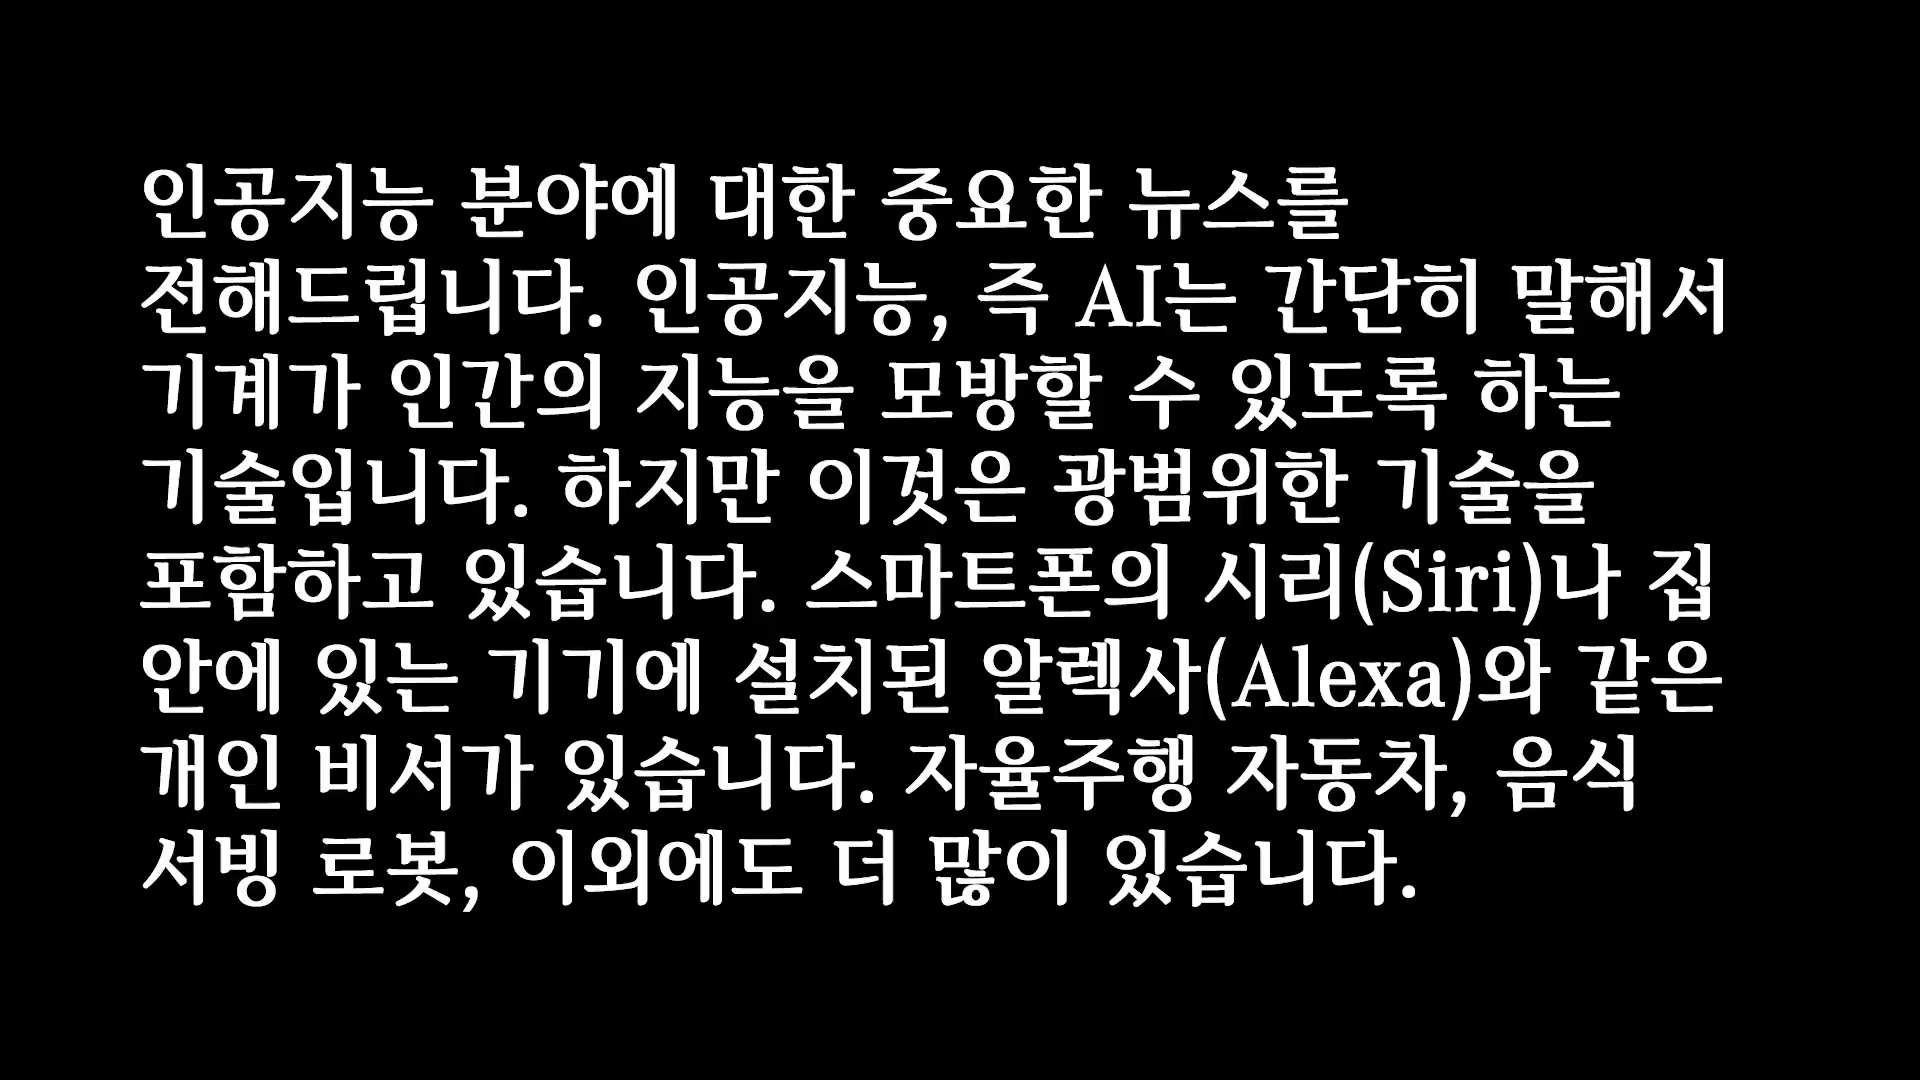 인공지능 분야에 대한 중요한 뉴스를
전해드립니다. 인공지능, 즉 AI는 간단히 말해서
기계가 인간의 지능을 모방할 수 있도록 하는
기술입니다. 하지만 이것은 광범위한 기술을
포함하고 있습니다. 스마트폰의 시리(Siri)나 집
안에 있는 기기에 설치된 알렉사(Alexa)와 같은
개인 비서가 있습니다. 자율주행 자동차, 음식
서빙 로봇, 이외에도 더 많이 있습니다.